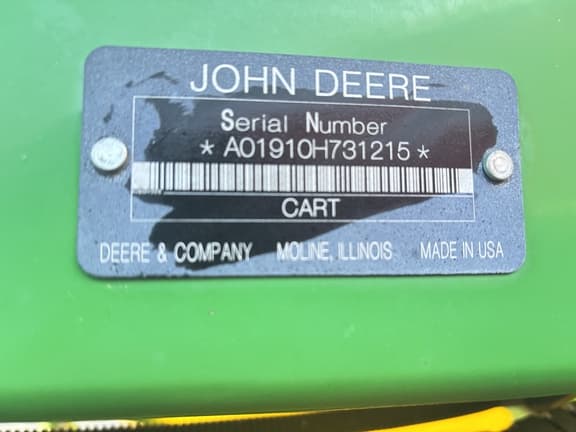 JOHN DEERE
Serial Number
* A01910H731215 *
CART
DEERE & COMPANY MOLINE, ILLINOIS MADE IN USA